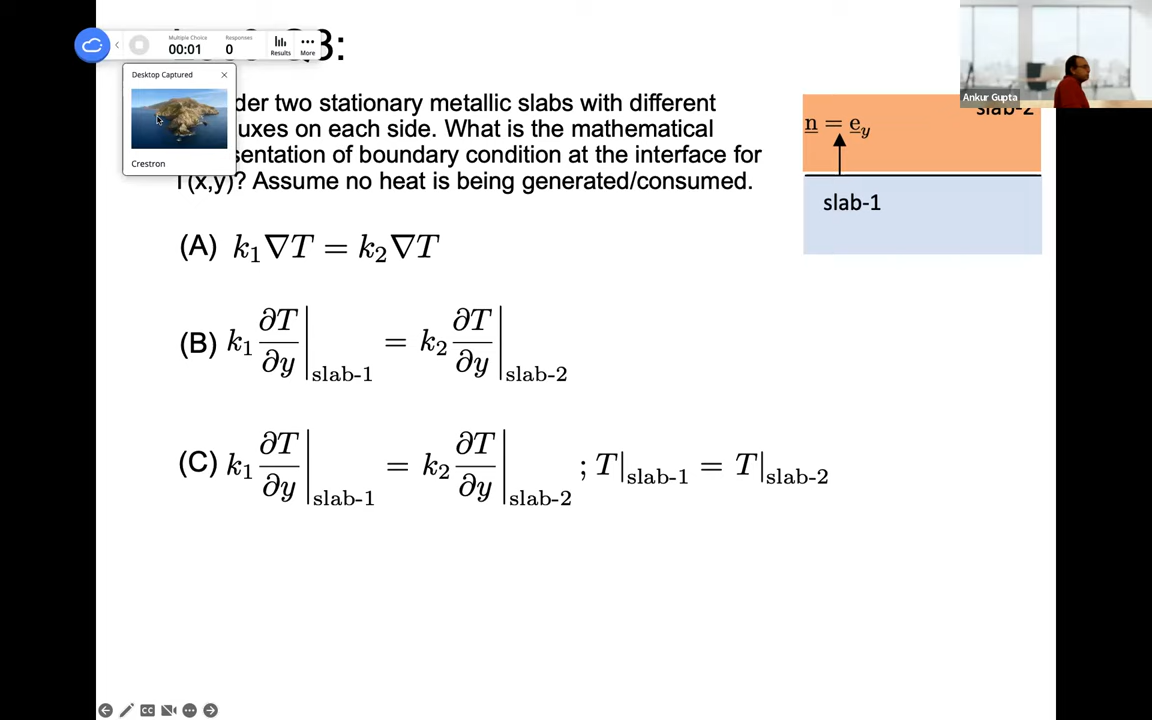 Multiple Choice
00:01
Responses
0
Results
More
3:
Desktop Captured
Crestron
der two stationary metallic slabs with different
uxes on each side. What is the mathematical
sentation of boundary condition at the interface for
T(x,y)? Assume no heat is being generated/consumed.
(A) k₁∇T = k₂∇T
(B) k₁ ∂T/∂y |slab-1 = k₂ ∂T/∂y |slab-2
(C) k₁ ∂T/∂y |slab-1 = k₂ ∂T/∂y |slab-2 ; T|slab-1 = T|slab-2
slab-2
n = e_y
slab-1
Ankur Gupta
CC